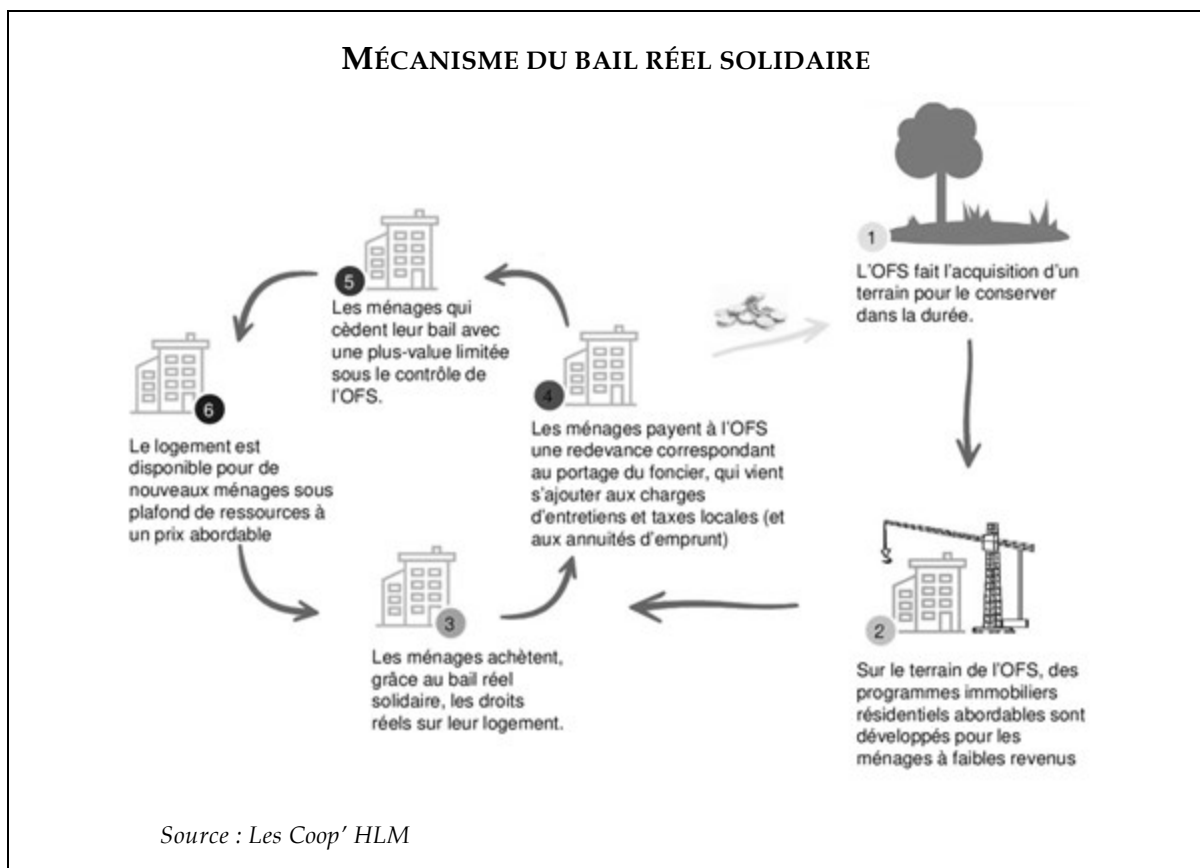 MÉCANISME DU BAIL RÉEL SOLIDAIRE
1
L'OFS fait l'acquisition d'un
terrain pour le conserver
dans la durée.
2
Sur le terrain de l'OFS, des
programmes immobiliers
résidentiels abordables sont
développés pour les
ménages à faibles revenus
3
Les ménages achètent,
grâce au bail réel
solidaire, les droits
réels sur leur logement.
4
Les ménages payent à l'OFS
une redevance correspondant
au portage du foncier, qui vient
s'ajouter aux charges
d'entretiens et taxes locales (et
aux annuités d'emprunt)
5
Les ménages qui
cèdent leur bail avec
une plus-value limitée
sous le contrôle de
l'OFS.
6
Le logement est
disponible pour de
nouveaux ménages sous
plafond de ressources à
un prix abordable
Source : Les Coop' HLM